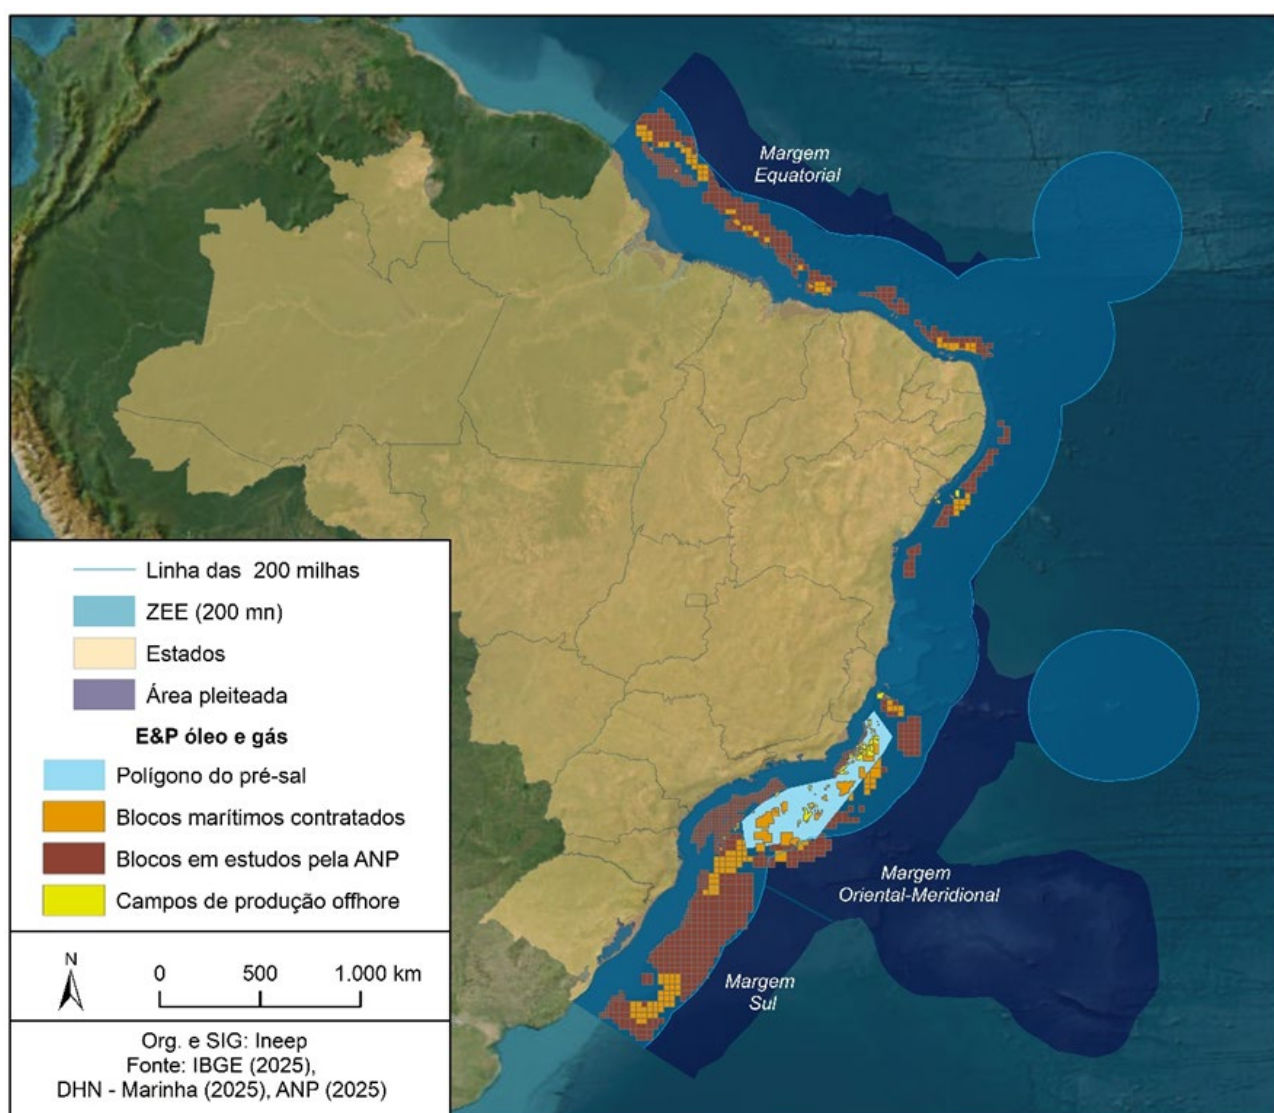 Margem
Equatorial
Linha das 200 milhas
ZEE (200 mn)
Estados
Área pleiteada
E&P óleo e gás
Polígono do pré-sal
Blocos marítimos contratados
Blocos em estudos pela ANP
Campos de produção offhore
Margem
Oriental-Meridional
Margem
Sul
N
0 500 1.000 km
Org. e SIG: Ineep
Fonte: IBGE (2025),
DHN - Marinha (2025), ANP (2025)